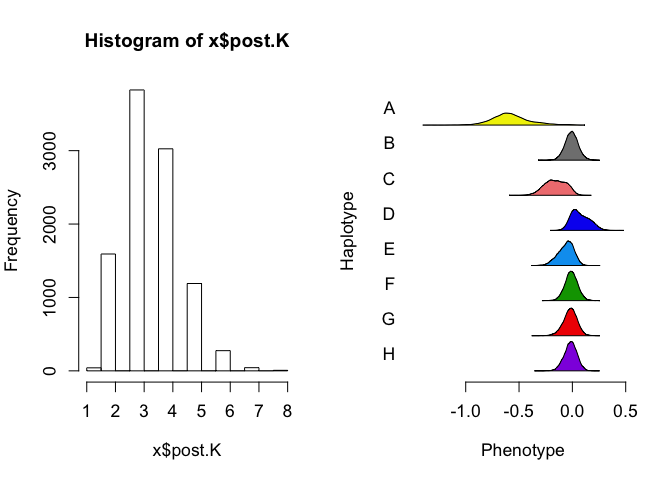 Histogram of x$post.K
Frequency
0
1000
2000
3000
1 2 3 4 5 6 7 8
x$post.K
Haplotype
A
B
C
D
E
F
G
H
-1.0 -0.5 0.0 0.5
Phenotype